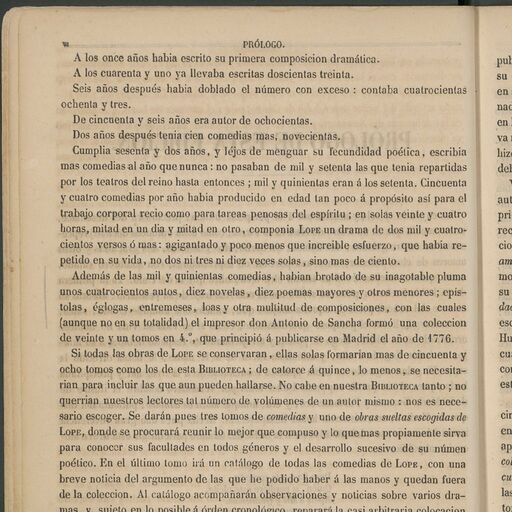 vi
PRÓLOGO.
A los once años habia escrito su primera composicion dramática.
A los cuarenta y uno ya llevaba escritas doscientas treinta.
Seis años después habia doblado el número con exceso : contaba cuatrocientas
ochenta y tres.
De cincuenta y seis años era autor de ochocientas.
Dos años después tenia cien comedias mas, novecientas.
Cumplia sesenta y dos años, y léjos de menguar su fecundidad poética, escribia
mas comedias al año que nunca : no pasaban de mil y setenta las que tenia repartidas
por los teatros del reino hasta entonces ; mil y quinientas eran á los setenta. Cincuenta
y cuatro comedias por año habia producido en edad tan poco á propósito así para el
trabajo corporal recio como para tareas penosas del espíritu ; en solas veinte y cuatro
horas, mitad en un dia y mitad en otro, componia LOPE un drama de dos mil y cuatro-
cientos versos ó mas : agigantado y poco menos que increible esfuerzo, que habia re-
petido en su vida, no dos ni tres ni diez veces solas, sino mas de ciento.
Además de las mil y quinientas comedias, habian brotado de su inagotable pluma
unos cuatrocientos autos, diez novelas, diez poemas mayores y otros menores ; epís-
tolas, églogas, entremeses, loas y otra multitud de composiciones, con las cuales
(aunque no en su totalidad) el impresor don Antonio de Sancha formó una coleccion
de veinte y un tomos en 4.º, que principió á publicarse en Madrid el año de 1776.
Si todas las obras de LOPE se conservaran, ellas solas formarian mas de cincuenta y
ocho tomos como los de esta BIBLIOTECA ; de catorce á quince, lo menos, se necesita-
rian para incluir las que aun pueden hallarse. No cabe en nuestra BIBLIOTECA tanto ; no
querrian nuestros lectores tal número de volúmenes de un autor mismo : nos es nece-
sario escoger. Se darán pues tres tomos de comedias y uno de obras sueltas escogidas de
LOPE, donde se procurará reunir lo mejor que compuso y lo que mas propiamente sirva
para conocer sus facultades en todos géneros y el desarrollo sucesivo de su númen
poético. En el último tomo irá un catálogo de todas las comedias de LOPE, con una
breve noticia del argumento de las que he podido haber á las manos y quedan fuera
de la coleccion. Al catálogo acompañarán observaciones y noticias sobre varios dra-
mas, y, sujeto en lo posible á órden cronológico, reparará la casi arbitraria colocacion